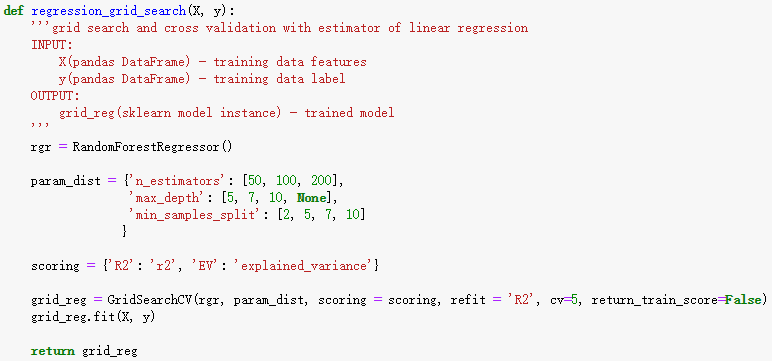 def regression_grid_search(X, y):
    '''grid search and cross validation with estimator of linear regression
    INPUT:
        X(pandas DataFrame) - training data features
        y(pandas DataFrame) - training data label
    OUTPUT:
        grid_reg(sklearn model instance) - trained model
    '''
    rgr = RandomForestRegressor()

    param_dist = {'n_estimators': [50, 100, 200],
                  'max_depth': [5, 7, 10, None],
                  'min_samples_split': [2, 5, 7, 10]
                 }

    scoring = {'R2': 'r2', 'EV': 'explained_variance'}

    grid_reg = GridSearchCV(rgr, param_dist, scoring = scoring, refit = 'R2', cv=5, return_train_score=False)
    grid_reg.fit(X, y)

    return grid_reg